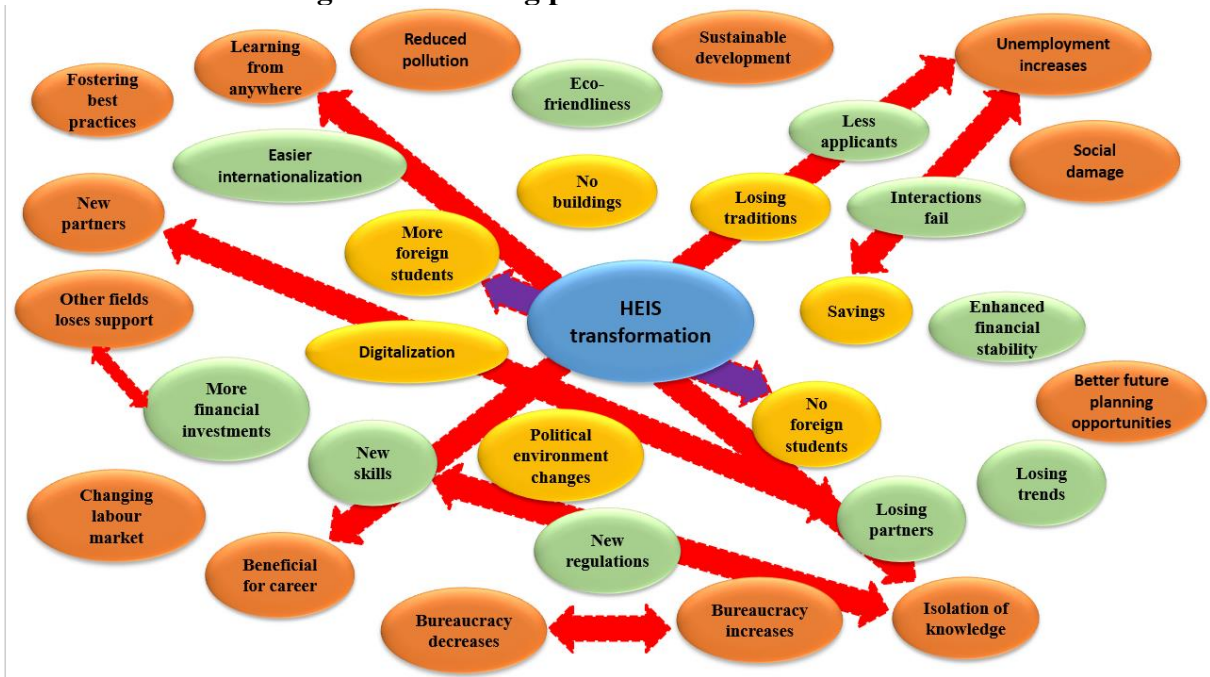 Learning
from
anywhere
Reduced
pollution
Sustainable
development
Unemployment
increases
Fostering
best
practices
Eco-
friendliness
Less
applicants
Easier
internationalization
Social
damage
No
buildings
Losing
traditions
Interactions
fail
New
partners
More
foreign
students
Other fields
loses support
HEIS
transformation
Savings
Enhanced
financial
stability
Digitalization
More
financial
investments
Better future
planning
opportunities
No
foreign
students
Political
environment
changes
New
skills
Losing
trends
Changing
labour
market
Losing
partners
New
regulations
Beneficial
for career
Bureaucracy
decreases
Bureaucracy
increases
Isolation of
knowledge